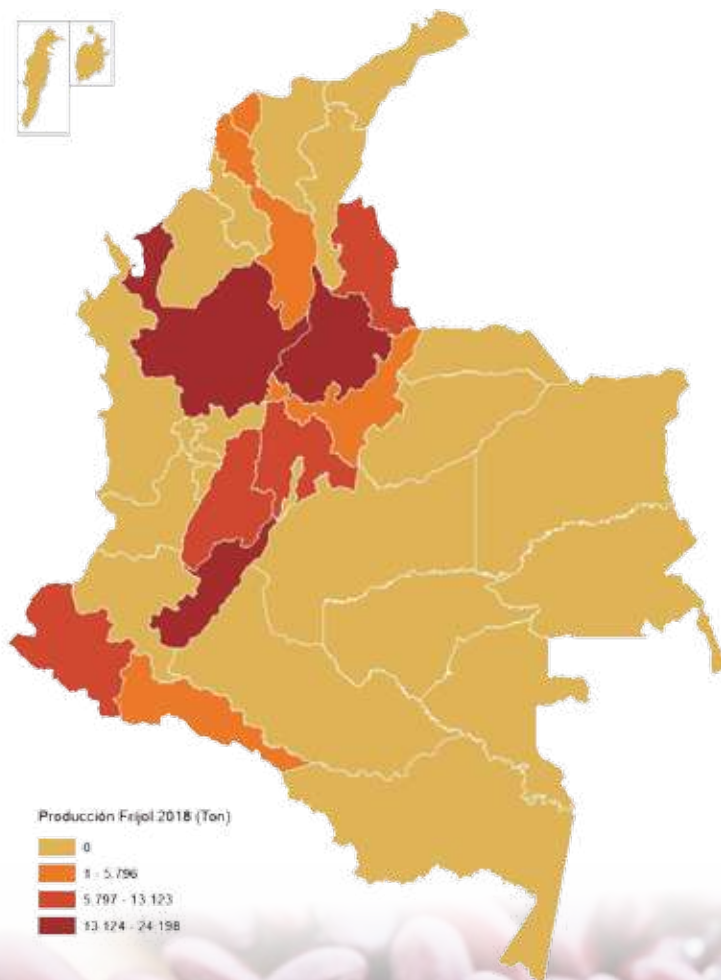 Producción Frijol 2018 (Ton)
0
1 - 5.796
5.797 - 13.123
13.124 - 24.198